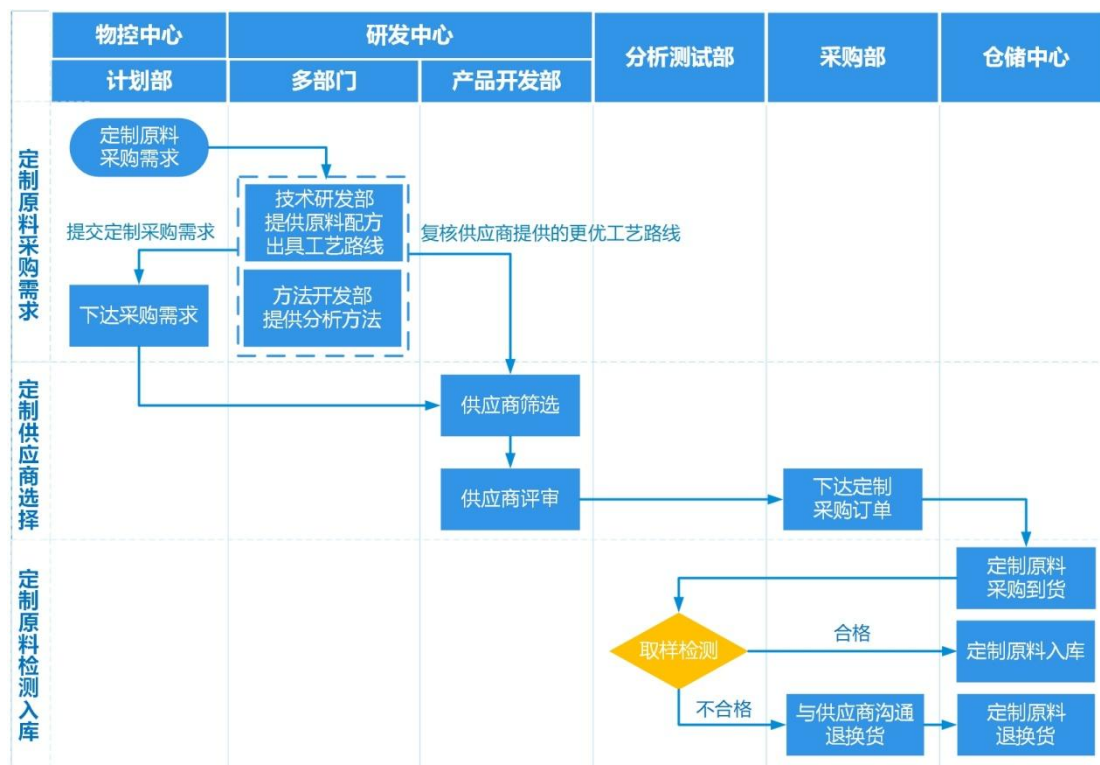 物控中心
研发中心
分析测试部
采购部
仓储中心
计划部
多部门
产品开发部
定制原料采购需求
定制原料
采购需求
技术研发部
提供原料配方
出具工艺路线
提交定制采购需求
复核供应商提供的更优工艺路线
下达采购需求
方法开发部
提供分析方法
定制供应商选择
供应商筛选
供应商评审
下达定制
采购订单
定制原料检测入库
定制原料
采购到货
取样检测
合格
定制原料入库
不合格
与供应商沟通
退换货
定制原料
退换货